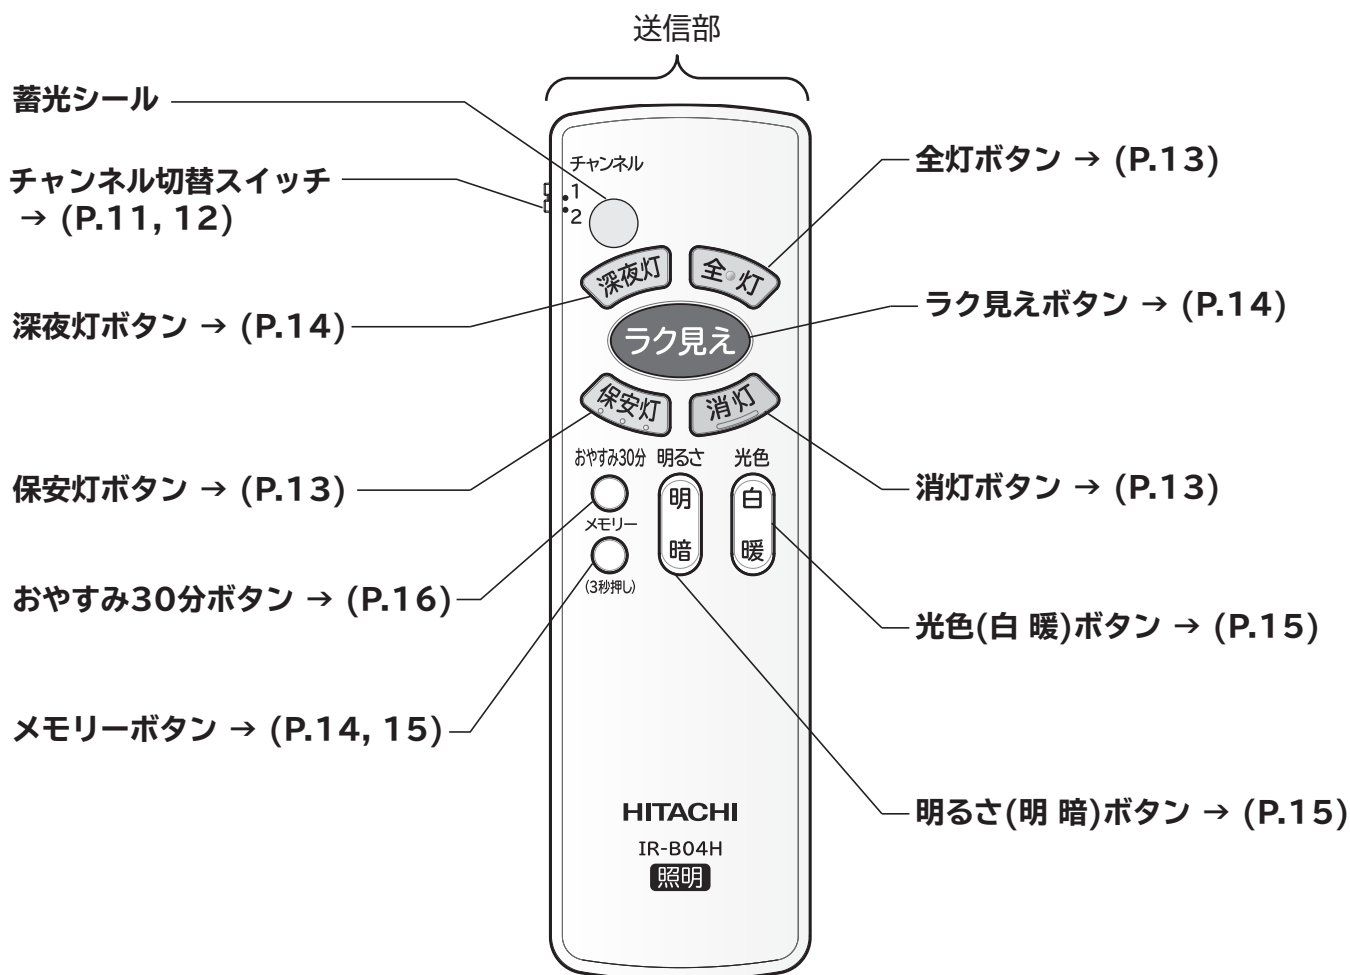 送信部
蓄光シール
チャンネル切替スイッチ
→ (P.11, 12)
深夜灯ボタン → (P.14)
保安灯ボタン → (P.13)
おやすみ30分ボタン → (P.16)
メモリーボタン → (P.14, 15)
チャンネル
1
2
深夜灯
全灯
ラク見え
保安灯
消灯
おやすみ30分 明るさ 光色
明 白
メモリー
暗 暖
(3秒押し)
HITACHI
IR-B04H
照明
全灯ボタン → (P.13)
ラク見えボタン → (P.14)
消灯ボタン → (P.13)
光色(白 暖)ボタン → (P.15)
明るさ(明 暗)ボタン → (P.15)